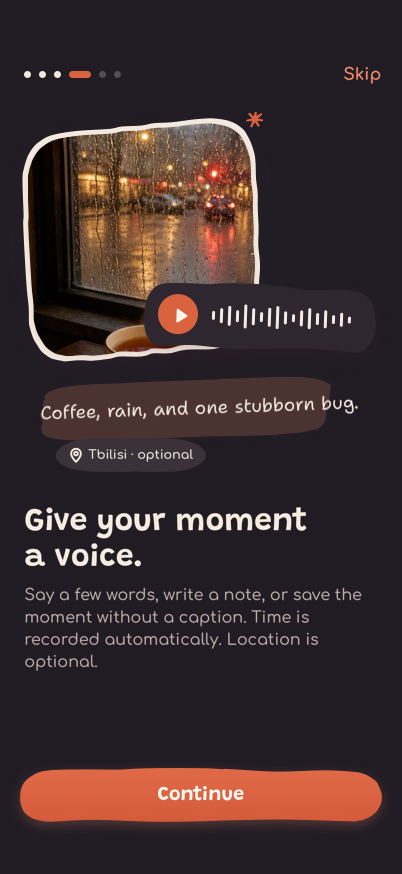 Skip
Coffee, rain, and one stubborn bug.
Tbilisi · optional
Give your moment
a voice.
Say a few words, write a note, or save the
moment without a caption. Time is
recorded automatically. Location is
optional.
Continue